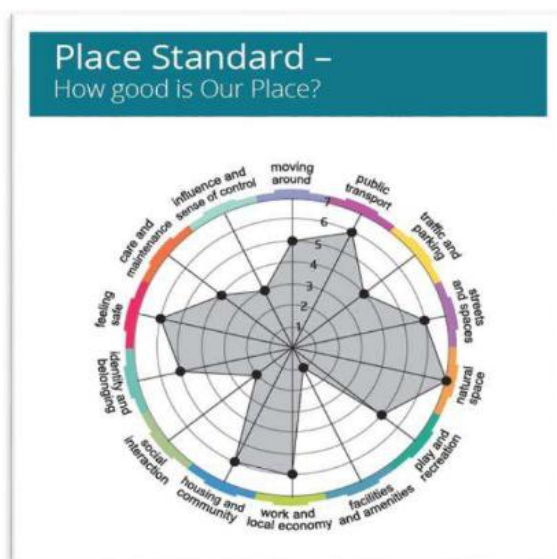 Place Standard –
How good is Our Place?
moving
around
public
transport
traffic and
parking
streets
and spaces
natural
space
play and
recreation
facilities
and amenities
work and
local economy
housing and
community
social
interaction
identity and
belonging
feeling
safe
care and
maintenance
influence and
sense of control
7
6
5
4
3
2
1